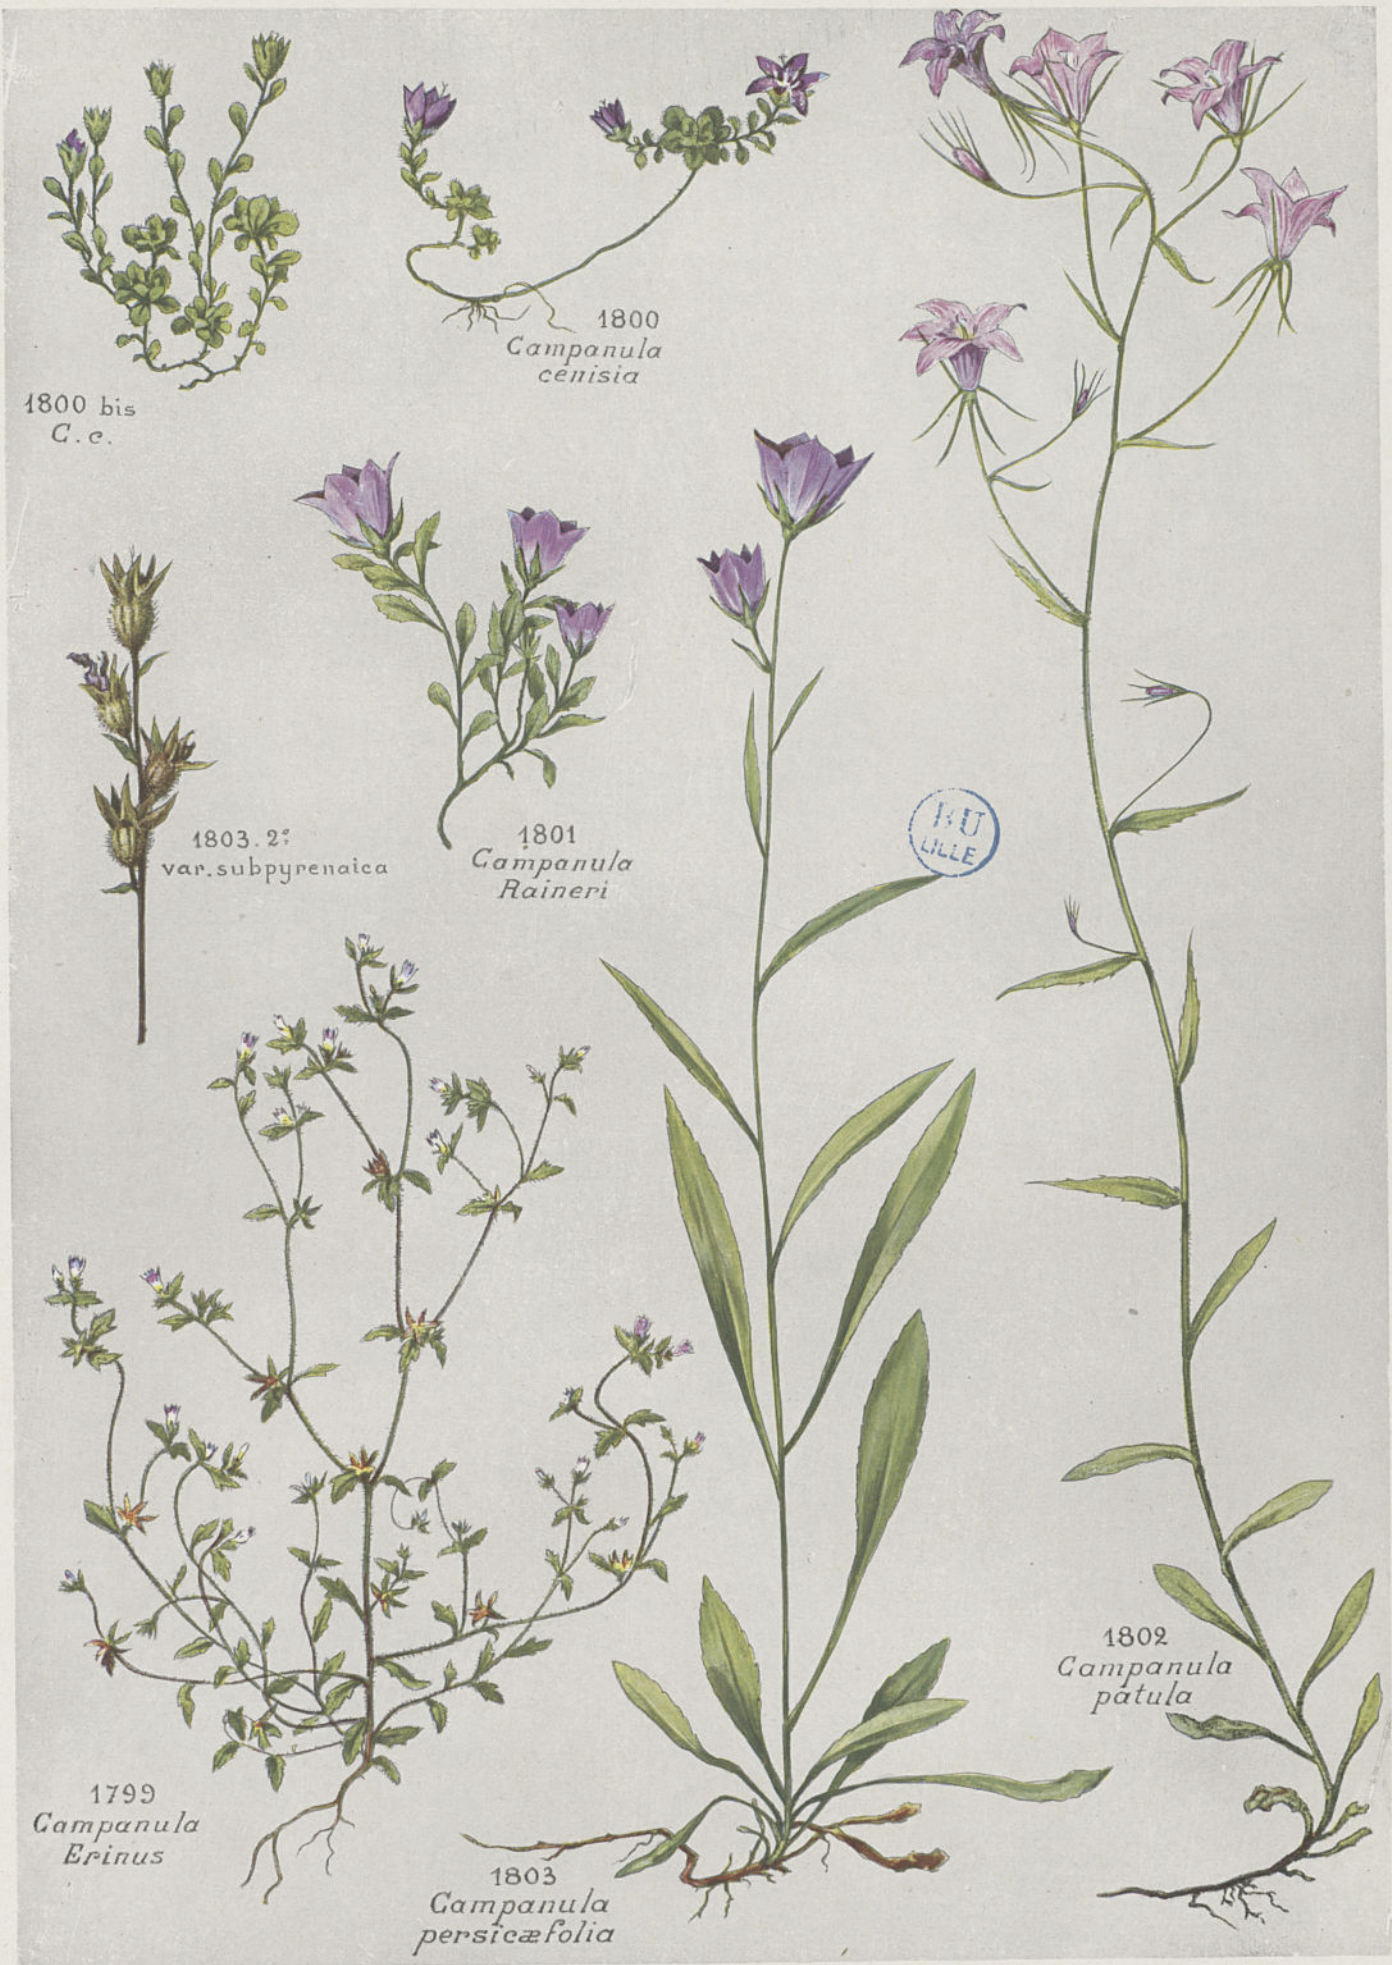 1800
Campanula
cenisia
1800 bis
C. c.
1803. 2º
var. subpyrenaica
1801
Campanula
Raineri
BU
LILLE
1802
Campanula
patula
1799
Campanula
Erinus
1803
Campanula
persicæfolia